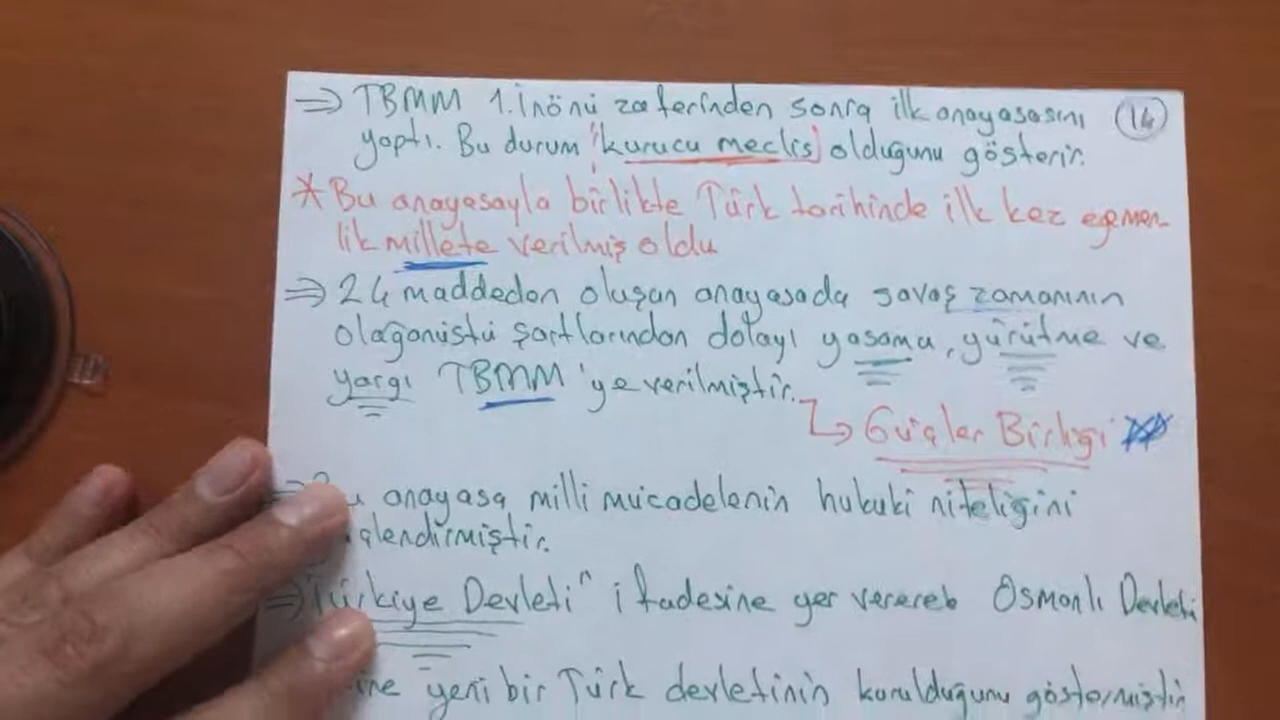 ⇒ TBMM 1. İnönü zaferinden sonra ilk anayasasını (14)
yaptı. Bu durum "kurucu meclis" olduğunu gösterir.
* Bu anayasayla birlikte Türk tarihinde ilk kez egemen-
lik millete verilmiş oldu
⇒ 24 maddeden oluşan anayasada savaş zamanının
olağanüstü şartlarından dolayı yasama, yürütme ve
yargı TBMM'ye verilmiştir.
↳ Güçler Birliği
⇒ anayasa milli mücadelenin hukuki niteliğini
çlendirmiştir.
⇒ Türkiye Devleti" ifadesine yer vererek Osmanlı Devleti
ine yeni bir Türk devletinin kurulduğunu göstermiştir